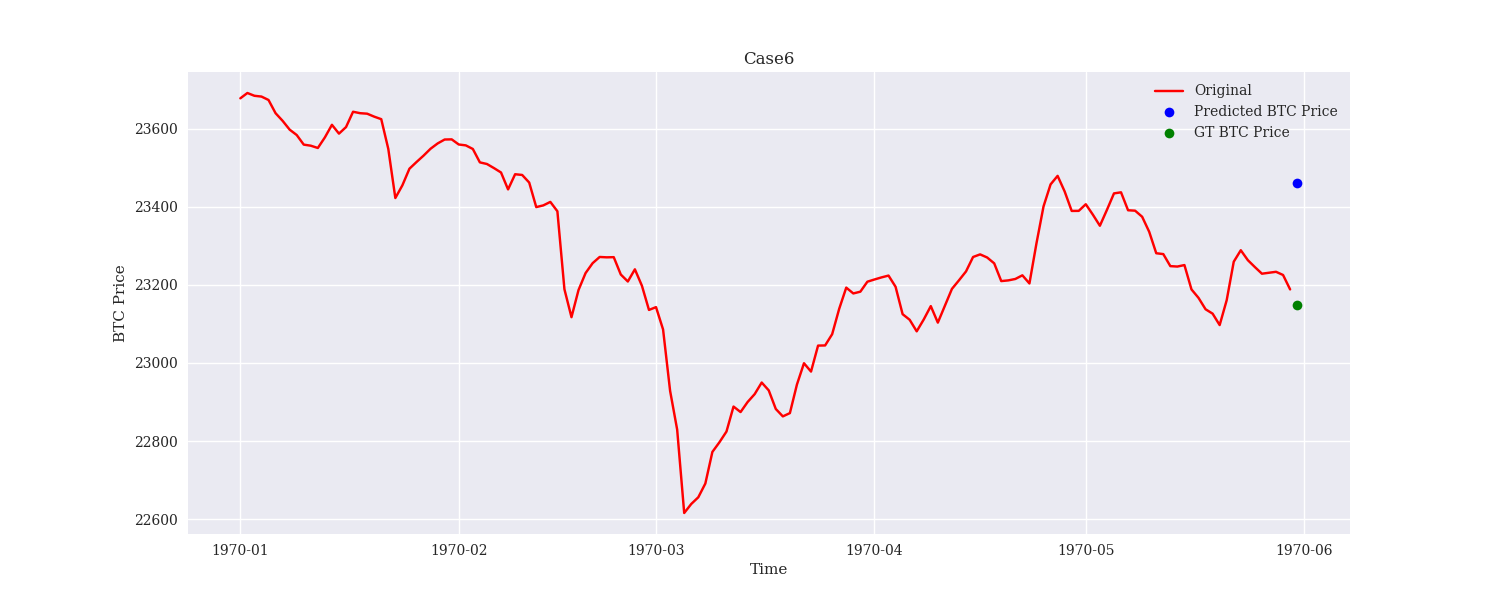 Case6
Original
Predicted BTC Price
GT BTC Price
BTC Price
23600
23400
23200
23000
22800
22600
1970-01 1970-02 1970-03 1970-04 1970-05 1970-06
Time